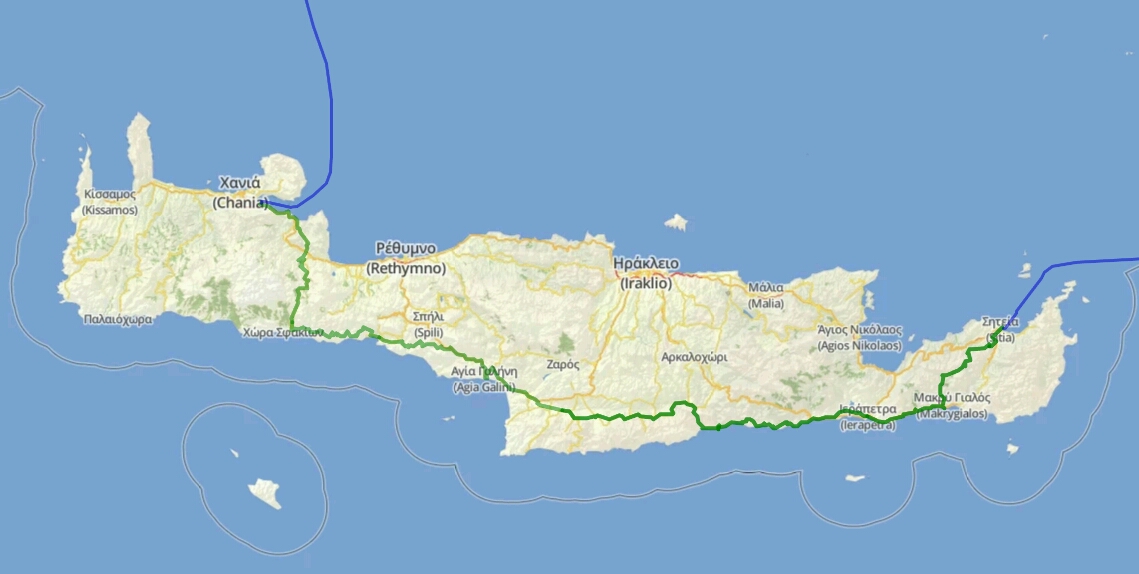 Χανιά
(Chania)
Κίσσαμος
(Kissamos)
Ρέθυμνο
(Rethymno)
Ηράκλειο
(Iraklio)
Μάλια
(Malia)
Παλαιόχωρα
Χώρα Σφακίων
Σπήλι
(Spili)
Άγιος Νικόλαος
(Agios Nikolaos)
Σητεία
(Sitia)
Αγία Γαλήνη
(Agia Galini)
Ζαρός
Αρκαλοχώρι
Ιεράπετρα
(Ierapetra)
Μακρύ Γιαλός
(Makrygialos)